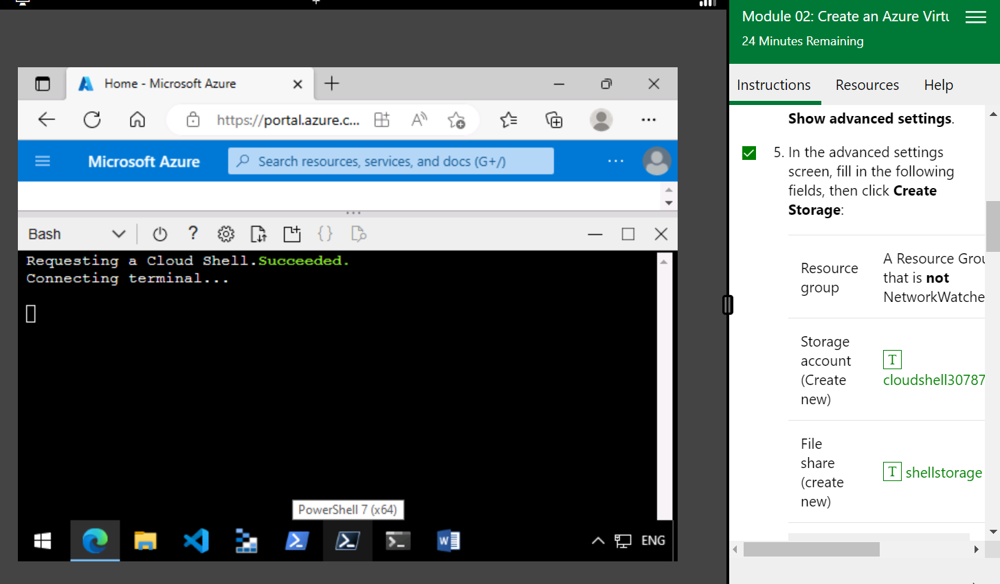 Home - Microsoft Azure
https://portal.azure.c...
Microsoft Azure
Search resources, services, and docs (G+/)
Bash
Requesting a Cloud Shell.Succeeded.
Connecting terminal...
PowerShell 7 (x64)
ENG
Module 02: Create an Azure Virtu
24 Minutes Remaining
Instructions
Resources
Help
Show advanced settings.
5. In the advanced settings
screen, fill in the following
fields, then click Create
Storage:
Resource
group
A Resource Grou
that is not
NetworkWatche
Storage
account
(Create
new)
T
cloudshell30787
File
share
(create
new)
T shellstorage